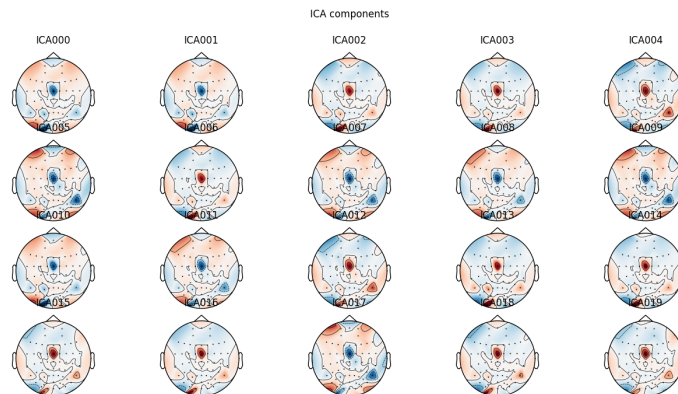 ICA components
ICA000 ICA001 ICA002 ICA003 ICA004
ICA005 ICA006 ICA007 ICA008 ICA009
ICA010 ICA011 ICA012 ICA013 ICA014
ICA015 ICA016 ICA017 ICA018 ICA019